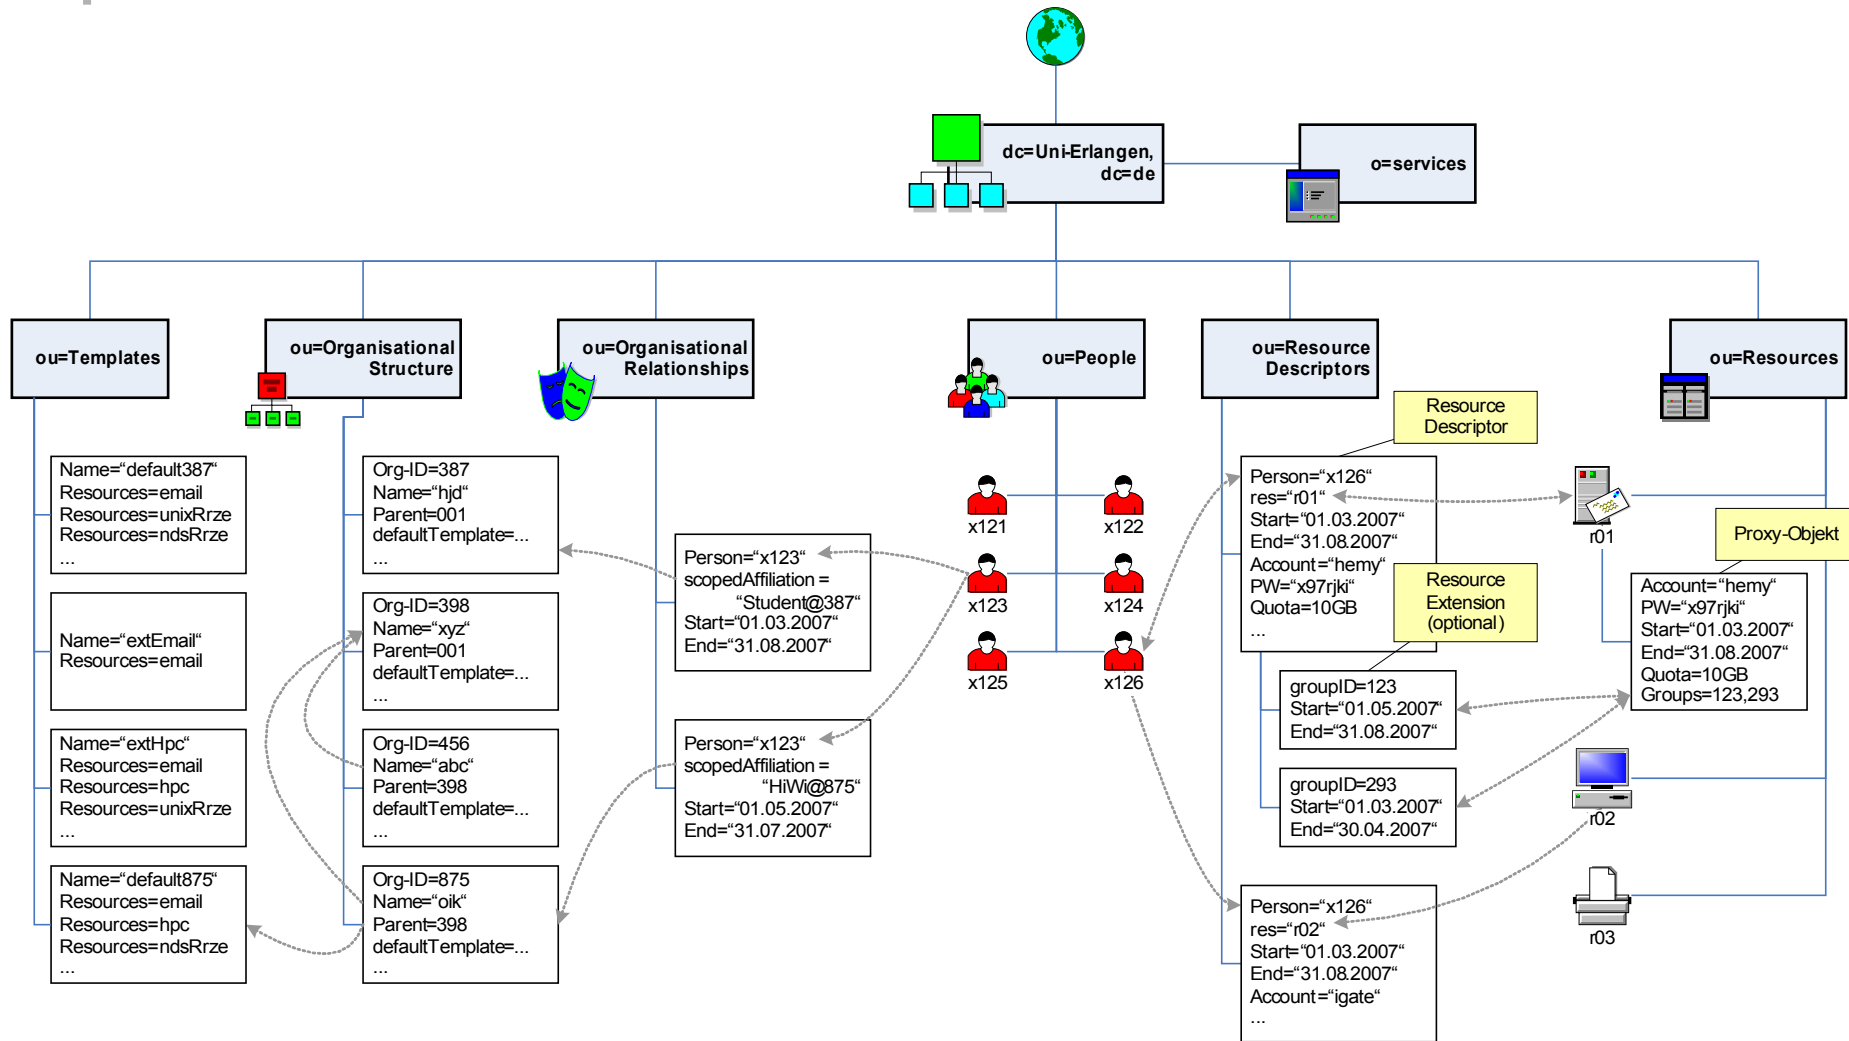 dc=Uni-Erlangen,
dc=de
o=services
ou=Templates
ou=Organisational
Structure
ou=Organisational
Relationships
ou=People
ou=Resource
Descriptors
ou=Resources
Name=“default387“
Resources=email
Resources=unixRrze
Resources=ndsRrze
...
Name=“extEmail“
Resources=email
Name=“extHpc“
Resources=email
Resources=hpc
Resources=unixRrze
...
Name=“default875“
Resources=email
Resources=hpc
Resources=ndsRrze
...
Org-ID=387
Name=“hjd“
Parent=001
defaultTemplate=...
...
Org-ID=398
Name=“xyz“
Parent=001
defaultTemplate=...
...
Org-ID=456
Name=“abc“
Parent=398
defaultTemplate=...
...
Org-ID=875
Name=“oik“
Parent=398
defaultTemplate=...
...
Person=“x123“
scopedAffiliation =
“Student@387“
Start=“01.03.2007“
End=“31.08.2007“
Person=“x123“
scopedAffiliation =
“HiWi@875“
Start=“01.05.2007“
End=“31.07.2007“
x121
x122
x123
x124
x125
x126
Resource
Descriptor
Person=“x126“
res=“r01“
Start=“01.03.2007“
End=“31.08.2007“
Account=“hemy“
PW=“x97rjki“
Quota=10GB
...
Resource
Extension
(optional)
groupID=123
Start=“01.05.2007“
End=“31.08.2007“
groupID=293
Start=“01.03.2007“
End=“30.04.2007“
Person=“x126“
res=“r02“
Start=“01.03.2007“
End=“31.08.2007“
Account=“igate“
...
r01
Proxy-Objekt
Account=“hemy“
PW=“x97rjki“
Start=“01.03.2007“
End=“31.08.2007“
Quota=10GB
Groups=123,293
r02
r03